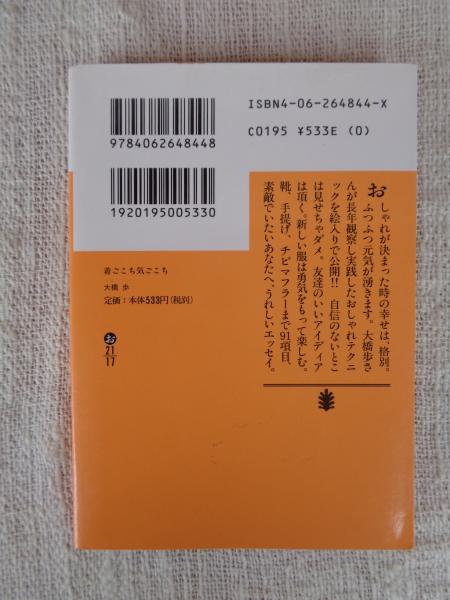 9784062648448
1920195005330
ISBN4-06-264844-X
C0195 ¥533E (0)
おしゃれが決まった時の幸せは、格別。
ふつふつ元気が湧きます。大橋歩さ
んが長年観察し実践したおしゃれテクニ
ックを絵入りで公開!! 自信のないとこ
は見せちゃダメ。友達のいいアイディア
は頂く。新しい服は勇気をもって楽しむ。
靴、手提げ、チビマフラーまで91項目、
素敵でいたいあなたへ、うれしいエッセイ。
着ごこち気ごこち
大橋 歩
定価:本体533円(税別)
お
21
17